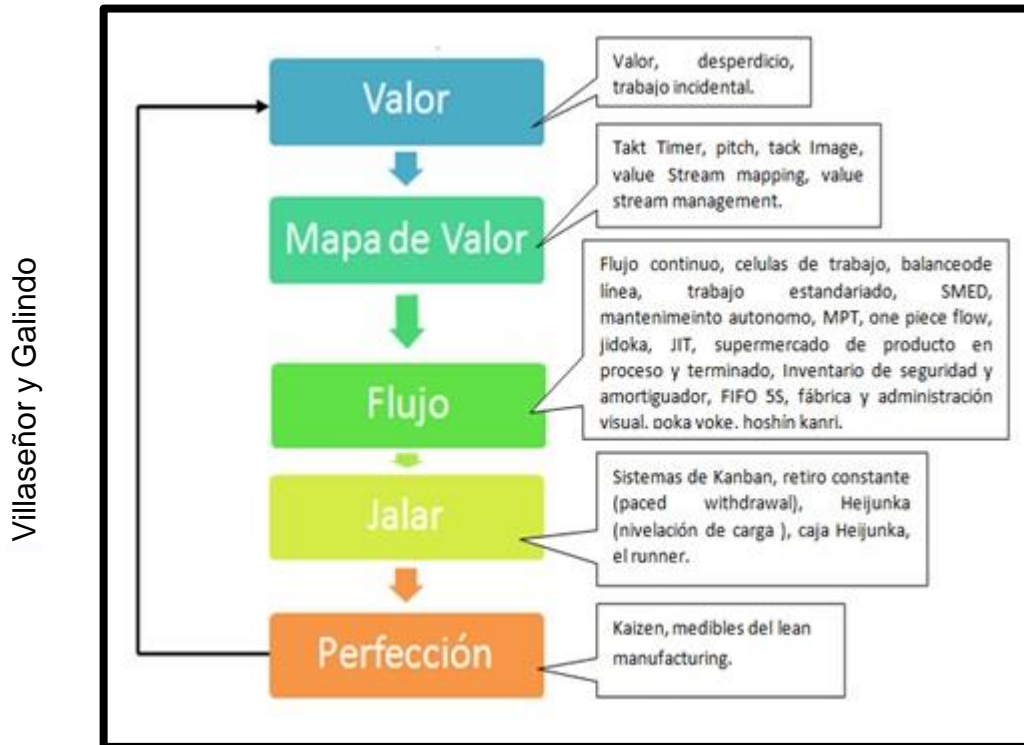 Villaseñor y Galindo
Valor
Valor, desperdicio,
trabajo incidental.
Mapa de Valor
Takt Timer, pitch, tack Image,
value Stream mapping, value
stream management.
Flujo
Flujo continuo, celulas de trabajo, balanceode
línea, trabajo estandariado, SMED,
mantenimeinto autonomo, MPT, one piece flow,
jidoka, JIT, supermercado de producto en
proceso y terminado, Inventario de seguridad y
amortiguador, FIFO 5S, fábrica y administración
visual, poka yoke, hoshín kanri.
Jalar
Sistemas de Kanban, retiro constante
(paced withdrawal), Heijunka
(nivelación de carga ), caja Heijunka,
el runner.
Perfección
Kaizen, medibles del lean
manufacturing.